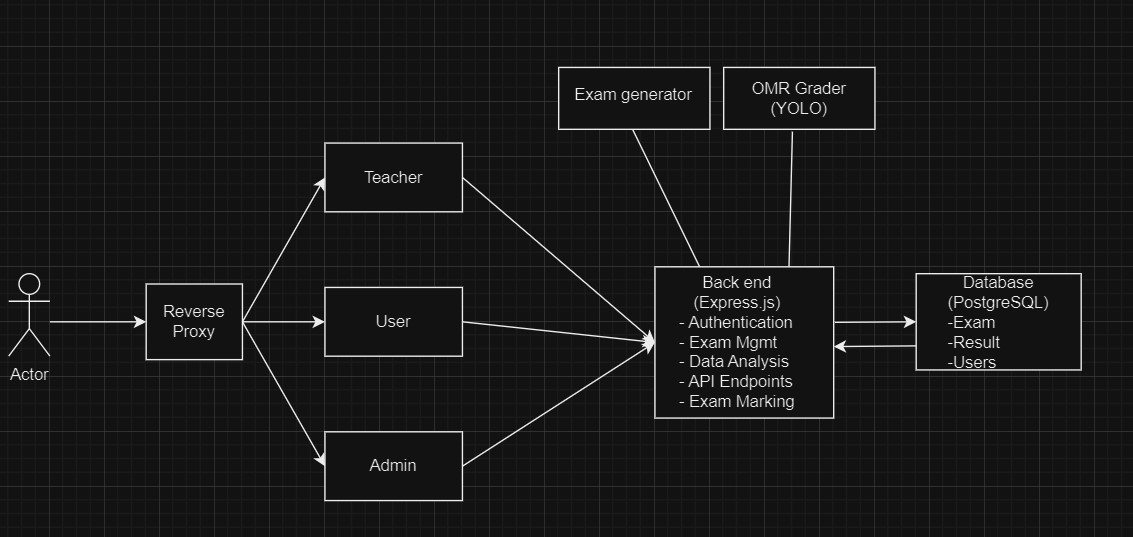 Exam generator
OMR Grader
(YOLO)
Teacher
Reverse
Proxy
User
Actor
Admin
Back end
(Express.js)
- Authentication
- Exam Mgmt
- Data Analysis
- API Endpoints
- Exam Marking
Database
(PostgreSQL)
-Exam
-Result
-Users